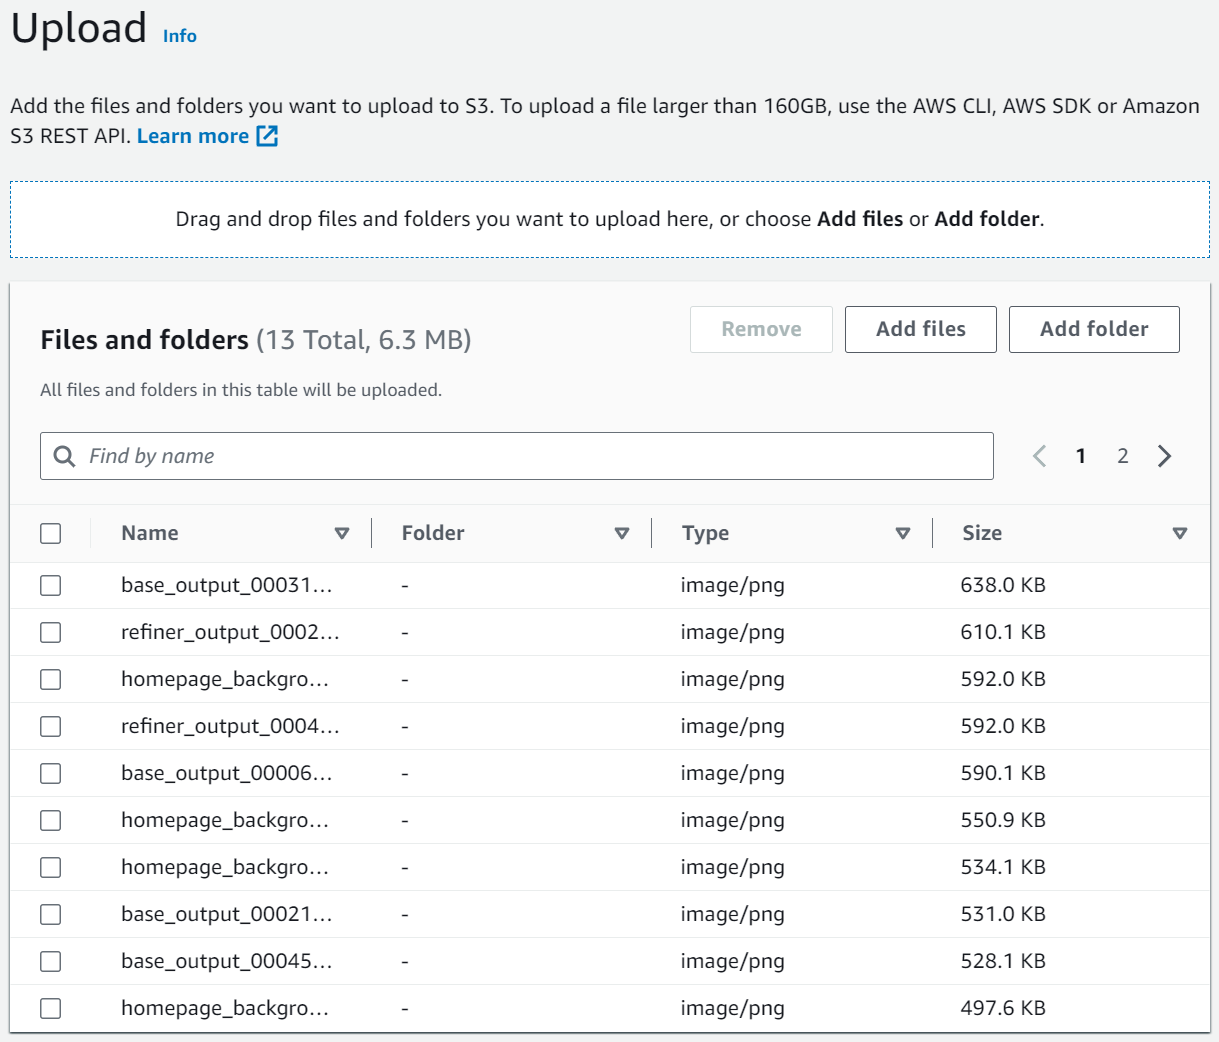 Upload Info
Add the files and folders you want to upload to S3. To upload a file larger than 160GB, use the AWS CLI, AWS SDK or Amazon
S3 REST API. Learn more
Drag and drop files and folders you want to upload here, or choose Add files or Add folder.
Files and folders (13 Total, 6.3 MB) Remove Add files Add folder
All files and folders in this table will be uploaded.
Find by name 1 2
Name Folder Type Size
base_output_00031... - image/png 638.0 KB
refiner_output_0002... - image/png 610.1 KB
homepage_backgro... - image/png 592.0 KB
refiner_output_0004... - image/png 592.0 KB
base_output_00006... - image/png 590.1 KB
homepage_backgro... - image/png 550.9 KB
homepage_backgro... - image/png 534.1 KB
base_output_00021... - image/png 531.0 KB
base_output_00045... - image/png 528.1 KB
homepage_backgro... - image/png 497.6 KB